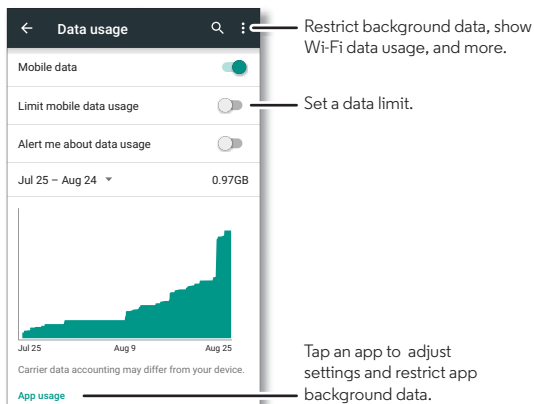 Data usage
Restrict background data, show
Wi-Fi data usage, and more.
Mobile data
Limit mobile data usage
Set a data limit.
Alert me about data usage
Jul 25 – Aug 24
0.97GB
Jul 25
Aug 9
Aug 25
Carrier data accounting may differ from your device.
App usage
Tap an app to adjust
settings and restrict app
background data.